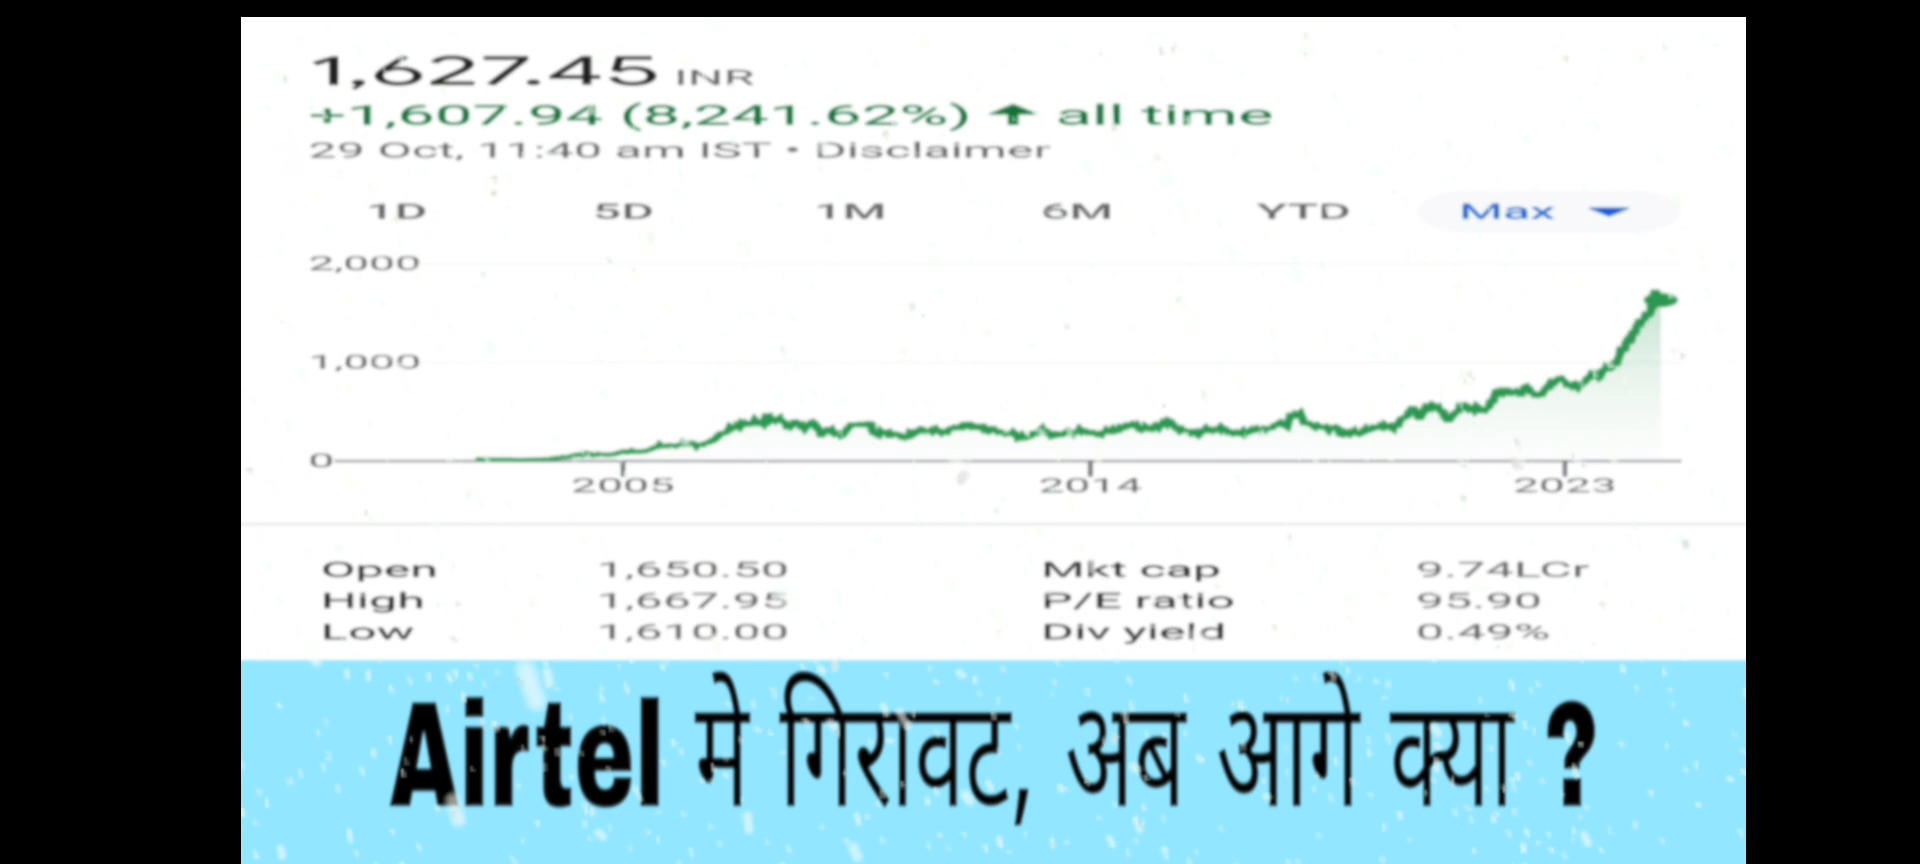 1,627.45 INR
+1,607.94 (8,241.62%) ↑ all time
29 Oct, 11:40 am IST • Disclaimer
1D 5D 1M 6M YTD Max
2,000
1,000
0
2005 2014 2023
Open 1,650.50 Mkt cap 9.74LCr
High 1,667.95 P/E ratio 95.90
Low 1,610.00 Div yield 0.49%
Airtel मे गिरावट, अब आगे क्या ?